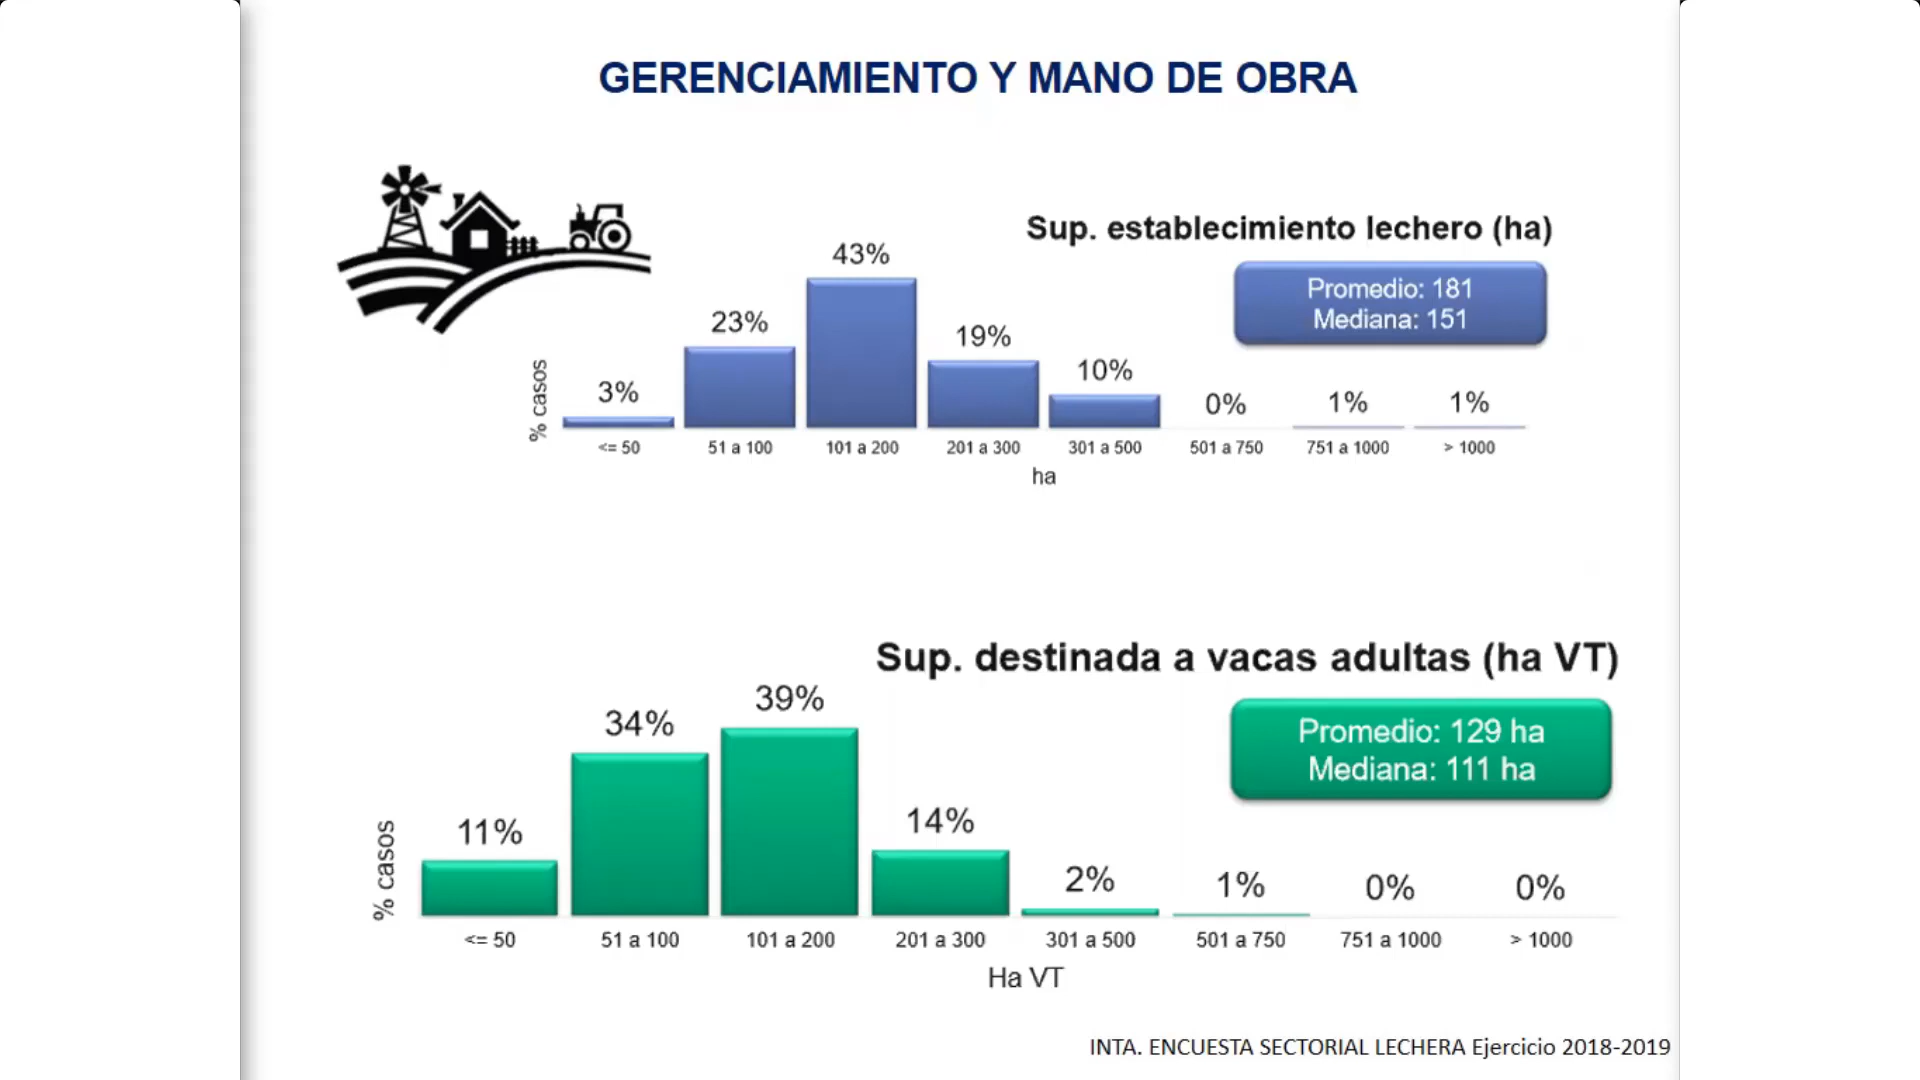 GERENCIAMIENTO Y MANO DE OBRA
Sup. establecimiento lechero (ha)
Promedio: 181
Mediana: 151
% casos
3%
23%
43%
19%
10%
0%
1%
1%
<= 50
51 a 100
101 a 200
201 a 300
301 a 500
501 a 750
751 a 1000
> 1000
ha
Sup. destinada a vacas adultas (ha VT)
Promedio: 129 ha
Mediana: 111 ha
% casos
11%
34%
39%
14%
2%
1%
0%
0%
<= 50
51 a 100
101 a 200
201 a 300
301 a 500
501 a 750
751 a 1000
> 1000
Ha VT
INTA. ENCUESTA SECTORIAL LECHERA Ejercicio 2018-2019